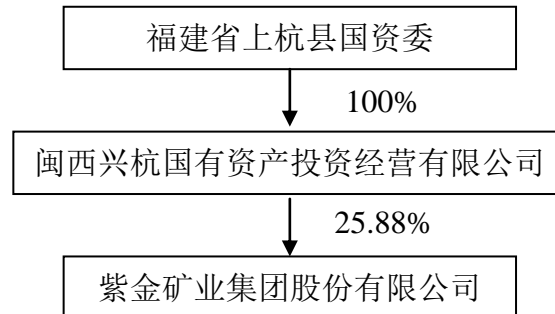 福建省上杭县国资委
100%
闽西兴杭国有资产投资经营有限公司
25.88%
紫金矿业集团股份有限公司